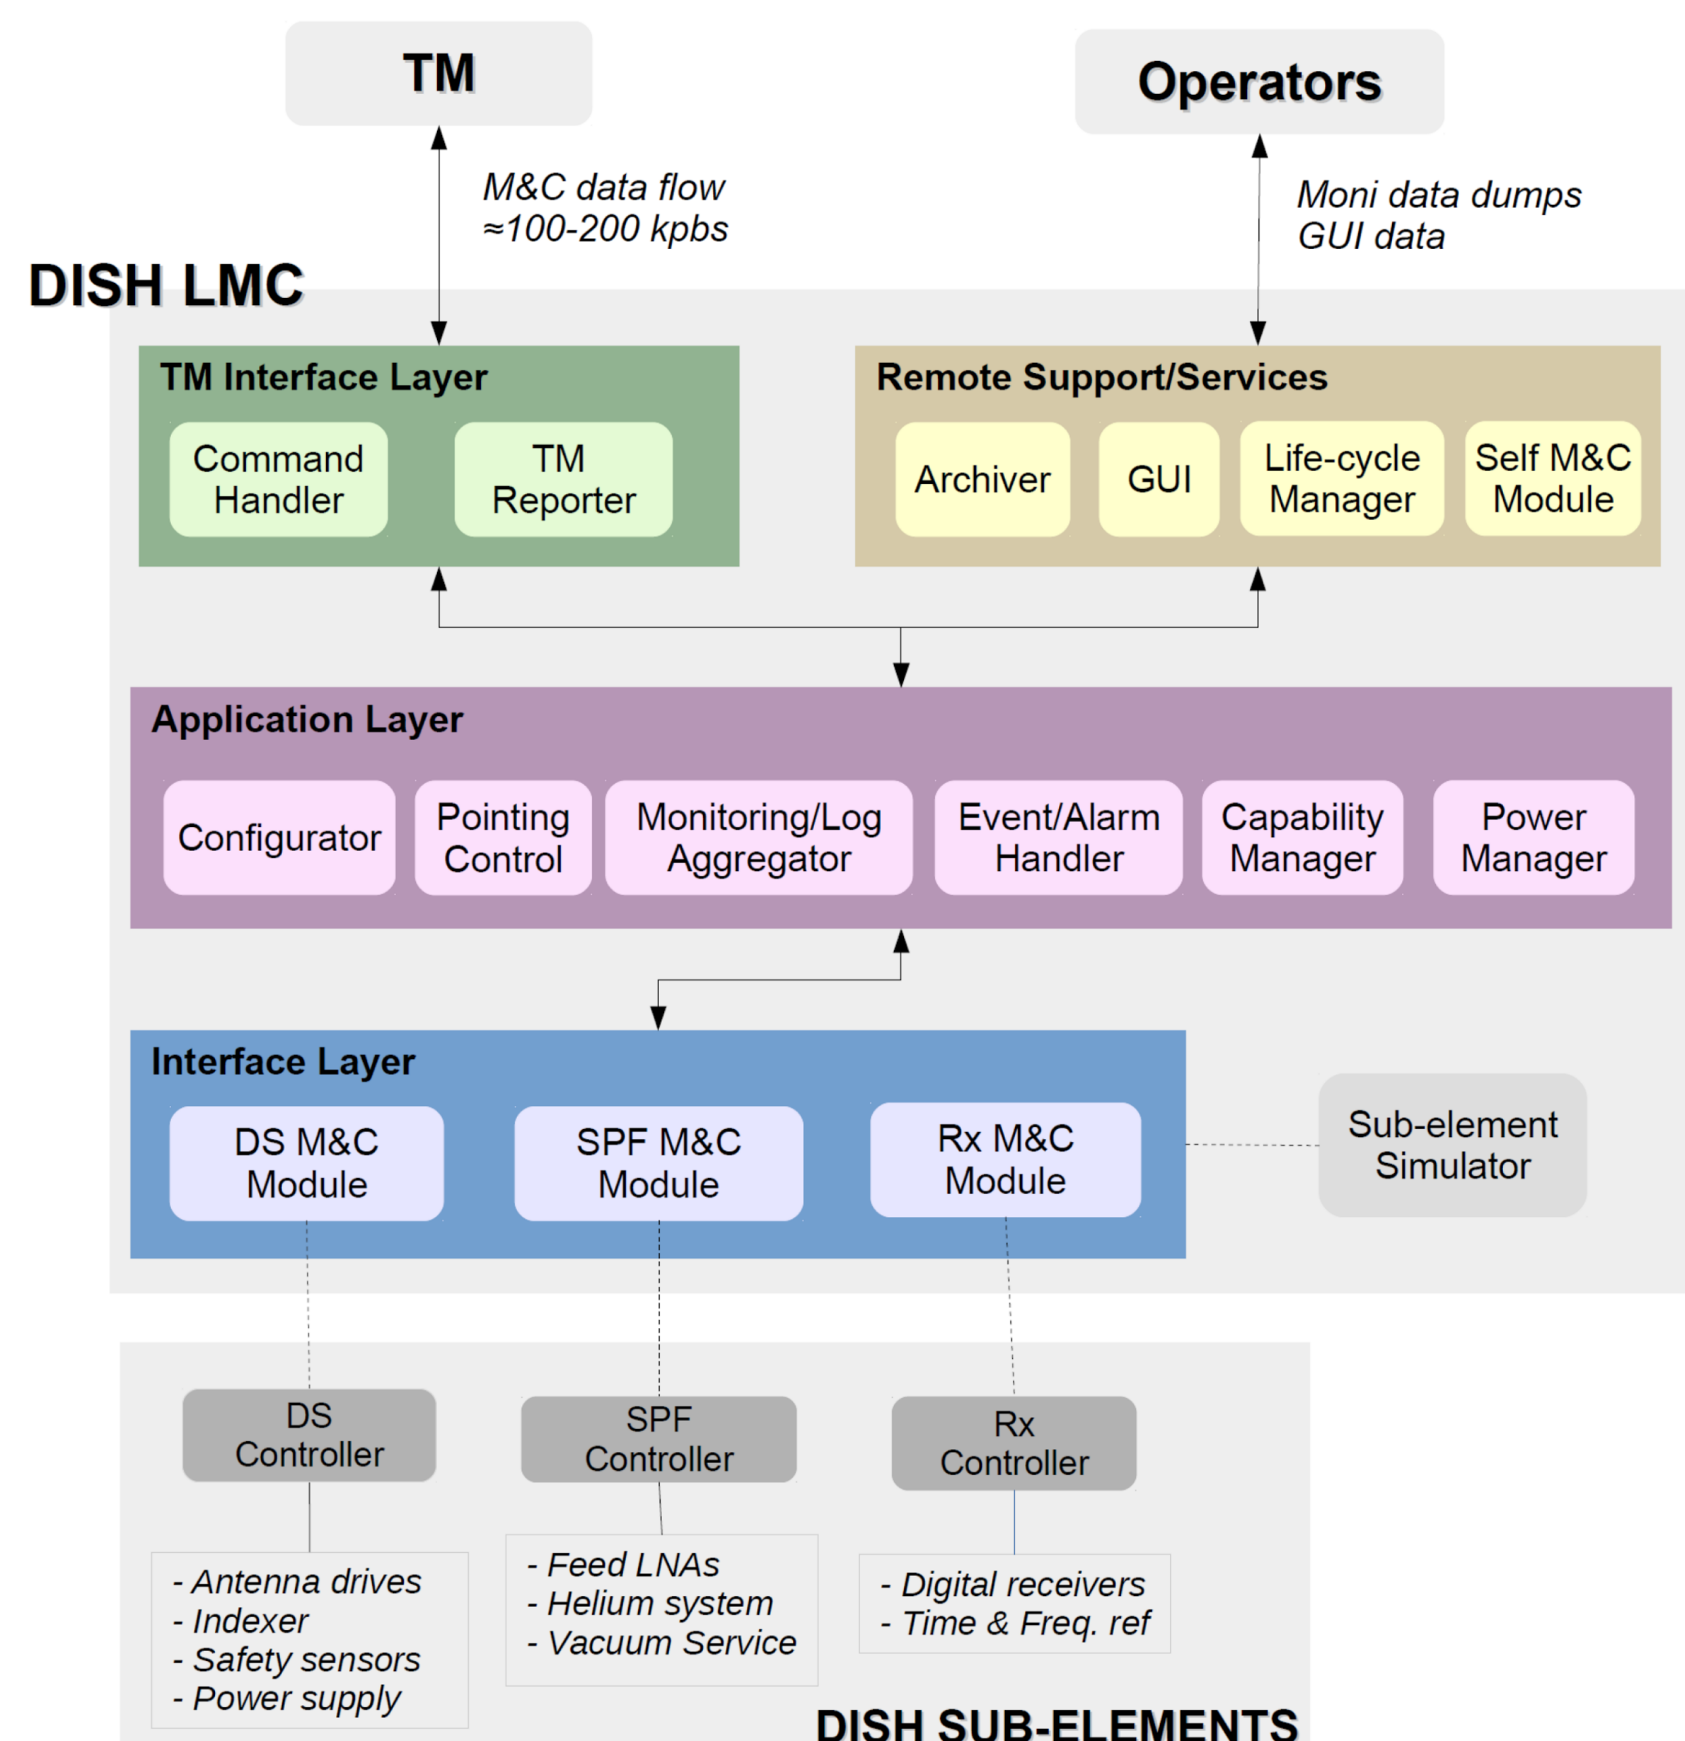 TM
Operators
M&C data flow
≈100-200 kpbs
Moni data dumps
GUI data
DISH LMC
TM Interface Layer
Command
Handler
TM
Reporter
Remote Support/Services
Archiver
GUI
Life-cycle
Manager
Self M&C
Module
Application Layer
Configurator
Pointing
Control
Monitoring/Log
Aggregator
Event/Alarm
Handler
Capability
Manager
Power
Manager
Interface Layer
DS M&C
Module
SPF M&C
Module
Rx M&C
Module
Sub-element
Simulator
DS
Controller
SPF
Controller
Rx
Controller
- Antenna drives
- Indexer
- Safety sensors
- Power supply
- Feed LNAs
- Helium system
- Vacuum Service
- Digital receivers
- Time & Freq. ref
DISH SUB-ELEMENTS